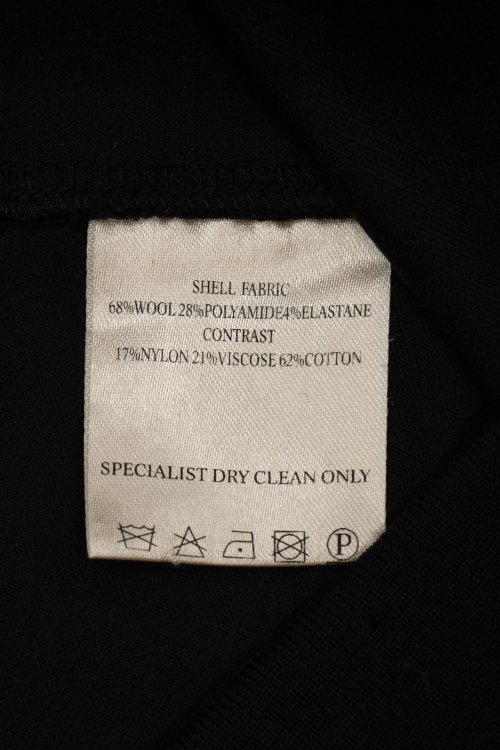 SHELL FABRIC
68%WOOL 28%POLYAMIDE4%ELASTANE
CONTRAST
17%NYLON 21%VISCOSE 62%COTTON
SPECIALIST DRY CLEAN ONLY
P